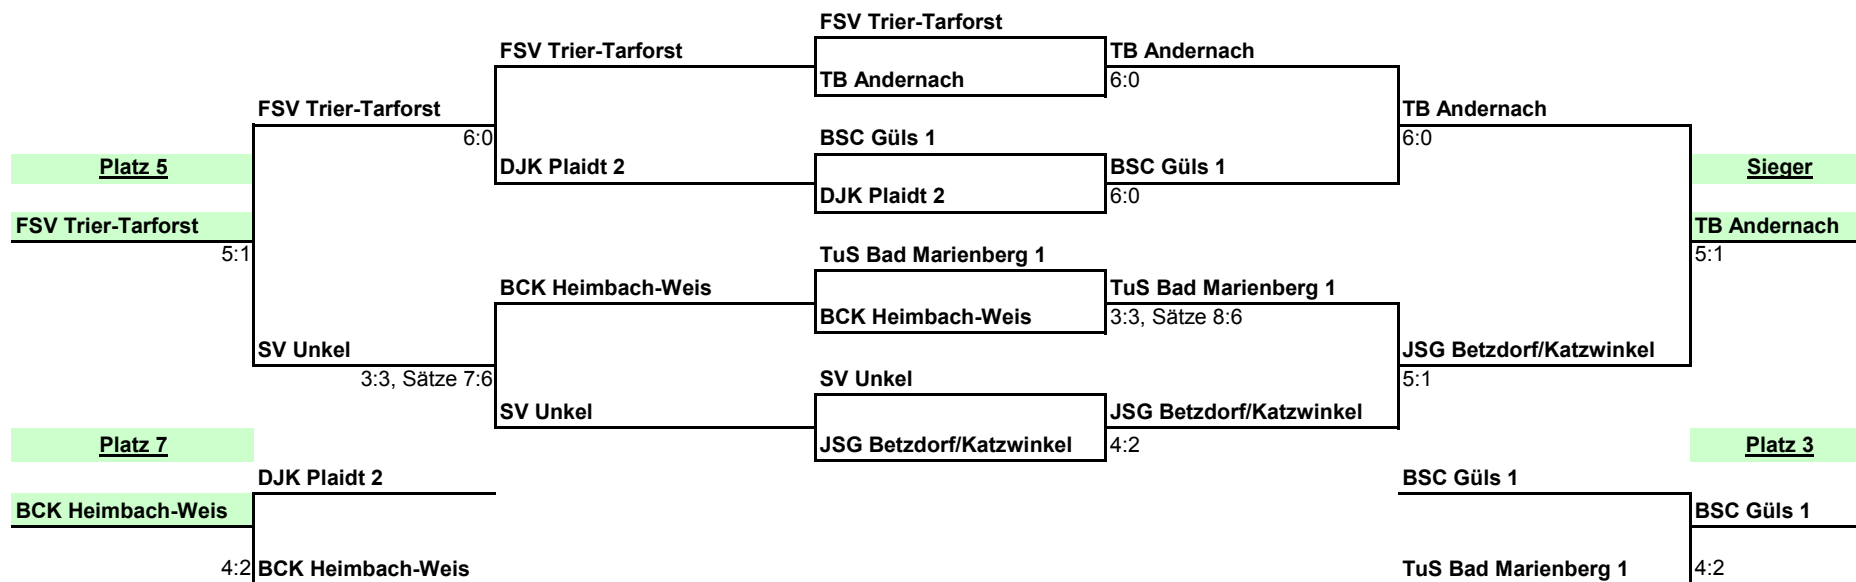 FSV Trier-Tarforst
FSV Trier-Tarforst TB Andernach
TB Andernach 6:0
FSV Trier-Tarforst TB Andernach
6:0 BSC Güls 1 6:0
Platz 5 DJK Plaidt 2 BSC Güls 1 Sieger
DJK Plaidt 2 6:0
FSV Trier-Tarforst TB Andernach
5:1 TuS Bad Marienberg 1 5:1
BCK Heimbach-Weis TuS Bad Marienberg 1
BCK Heimbach-Weis 3:3, Sätze 8:6
SV Unkel JSG Betzdorf/Katzwinkel
3:3, Sätze 7:6 SV Unkel 5:1
SV Unkel JSG Betzdorf/Katzwinkel
Platz 7 JSG Betzdorf/Katzwinkel 4:2 Platz 3
DJK Plaidt 2 BSC Güls 1
BCK Heimbach-Weis BSC Güls 1
4:2 BCK Heimbach-Weis TuS Bad Marienberg 1 4:2